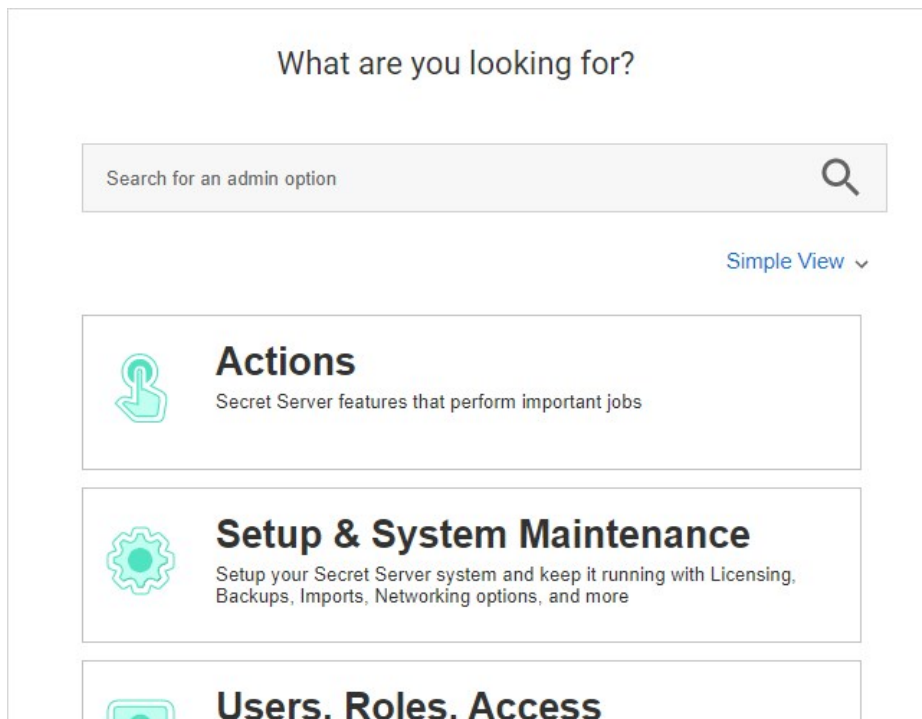 What are you looking for?
Search for an admin option
Simple View
Actions
Secret Server features that perform important jobs
Setup & System Maintenance
Setup your Secret Server system and keep it running with Licensing,
Backups, Imports, Networking options, and more
Users, Roles, Access